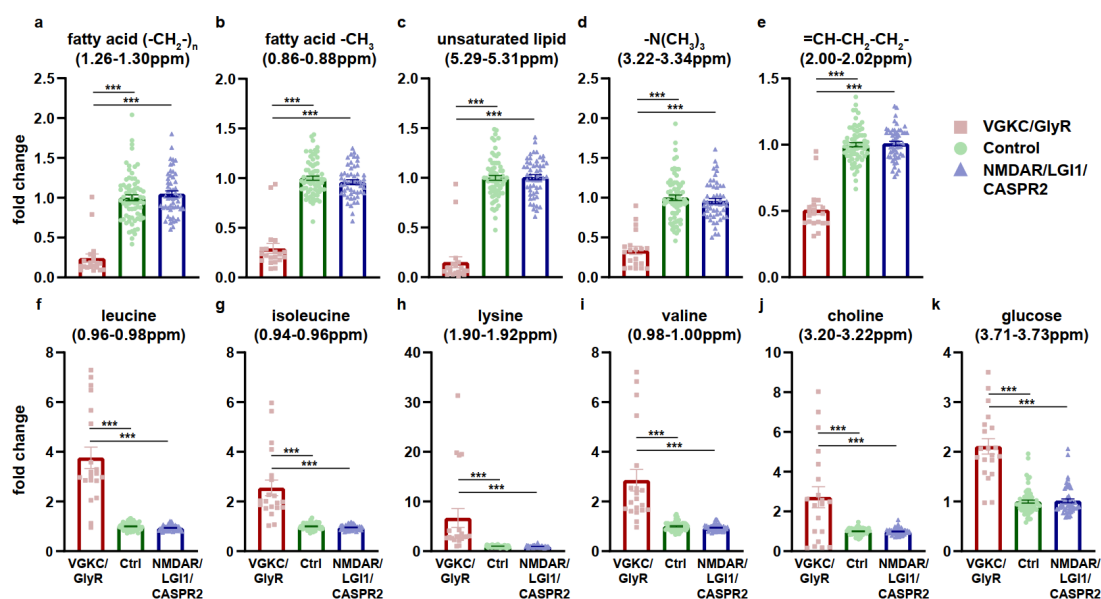 a
fatty acid (-CH2-)n
(1.26-1.30ppm)
b
fatty acid -CH3
(0.86-0.88ppm)
c
unsaturated lipid
(5.29-5.31ppm)
d
-N(CH3)3
(3.22-3.34ppm)
e
=CH-CH2-CH2-
(2.00-2.02ppm)
fold change
2.5
2.0
1.5
1.0
0.5
0.0
***
***
2.0
1.5
1.0
0.5
0.0
***
***
2.5
2.0
1.5
1.0
0.5
0.0
***
***
2.5
2.0
1.5
1.0
0.5
0.0
***
***
1.5
1.0
0.5
0.0
***
***
VGKC/GlyR
Control
NMDAR/LGI1/
CASPR2
f
leucine
(0.96-0.98ppm)
g
isoleucine
(0.94-0.96ppm)
h
lysine
(1.90-1.92ppm)
i
valine
(0.98-1.00ppm)
j
choline
(3.20-3.22ppm)
k
glucose
(3.71-3.73ppm)
fold change
8
6
4
2
0
***
***
VGKC/
GlyR
Ctrl
NMDAR/
LGI1/
CASPR2
8
6
4
2
0
***
***
VGKC/
GlyR
Ctrl
NMDAR/
LGI1/
CASPR2
40
30
20
10
0
***
***
VGKC/
GlyR
Ctrl
NMDAR/
LGI1/
CASPR2
8
6
4
2
0
***
***
VGKC/
GlyR
Ctrl
NMDAR/
LGI1/
CASPR2
10
8
6
4
2
0
***
***
VGKC/
GlyR
Ctrl
NMDAR/
LGI1/
CASPR2
4
3
2
1
0
***
***
VGKC/
GlyR
Ctrl
NMDAR/
LGI1/
CASPR2